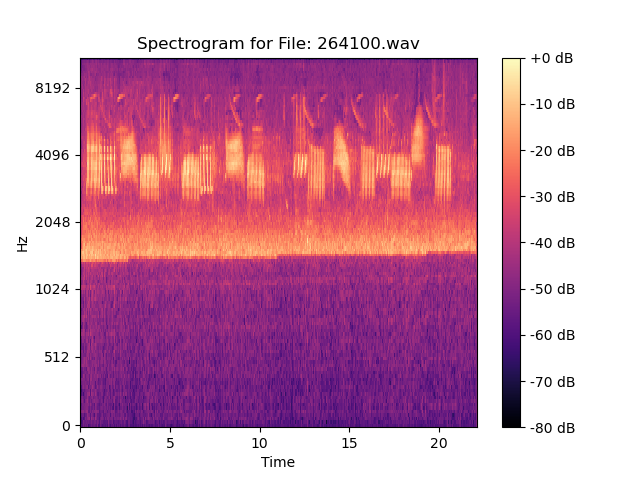 Spectrogram for File: 264100.wav
+0 dB
8192
-10 dB
4096
-20 dB
-30 dB
2048
Hz
-40 dB
1024
-50 dB
512
-60 dB
-70 dB
0
-80 dB
0 5 10 15 20
Time